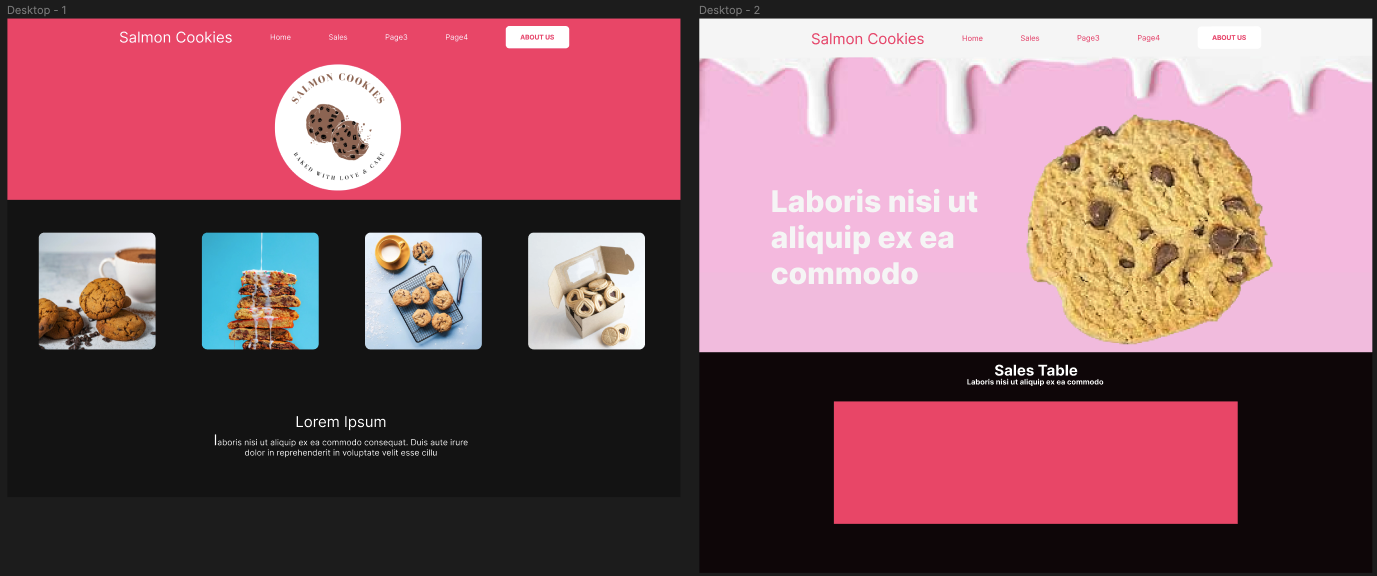 Desktop - 1
Salmon Cookies
Home
Sales
Page3
Page4
ABOUT US
SALMON COOKIES
BAKED WITH LOVE & CARE
Lorem Ipsum
laboris nisi ut aliquip ex ea commodo consequat. Duis aute irure
dolor in reprehenderit in voluptate velit esse cillu
Desktop - 2
Salmon Cookies
Home
Sales
Page3
Page4
ABOUT US
Laboris nisi ut
aliquip ex ea
commodo
Sales Table
Laboris nisi ut aliquip ex ea commodo